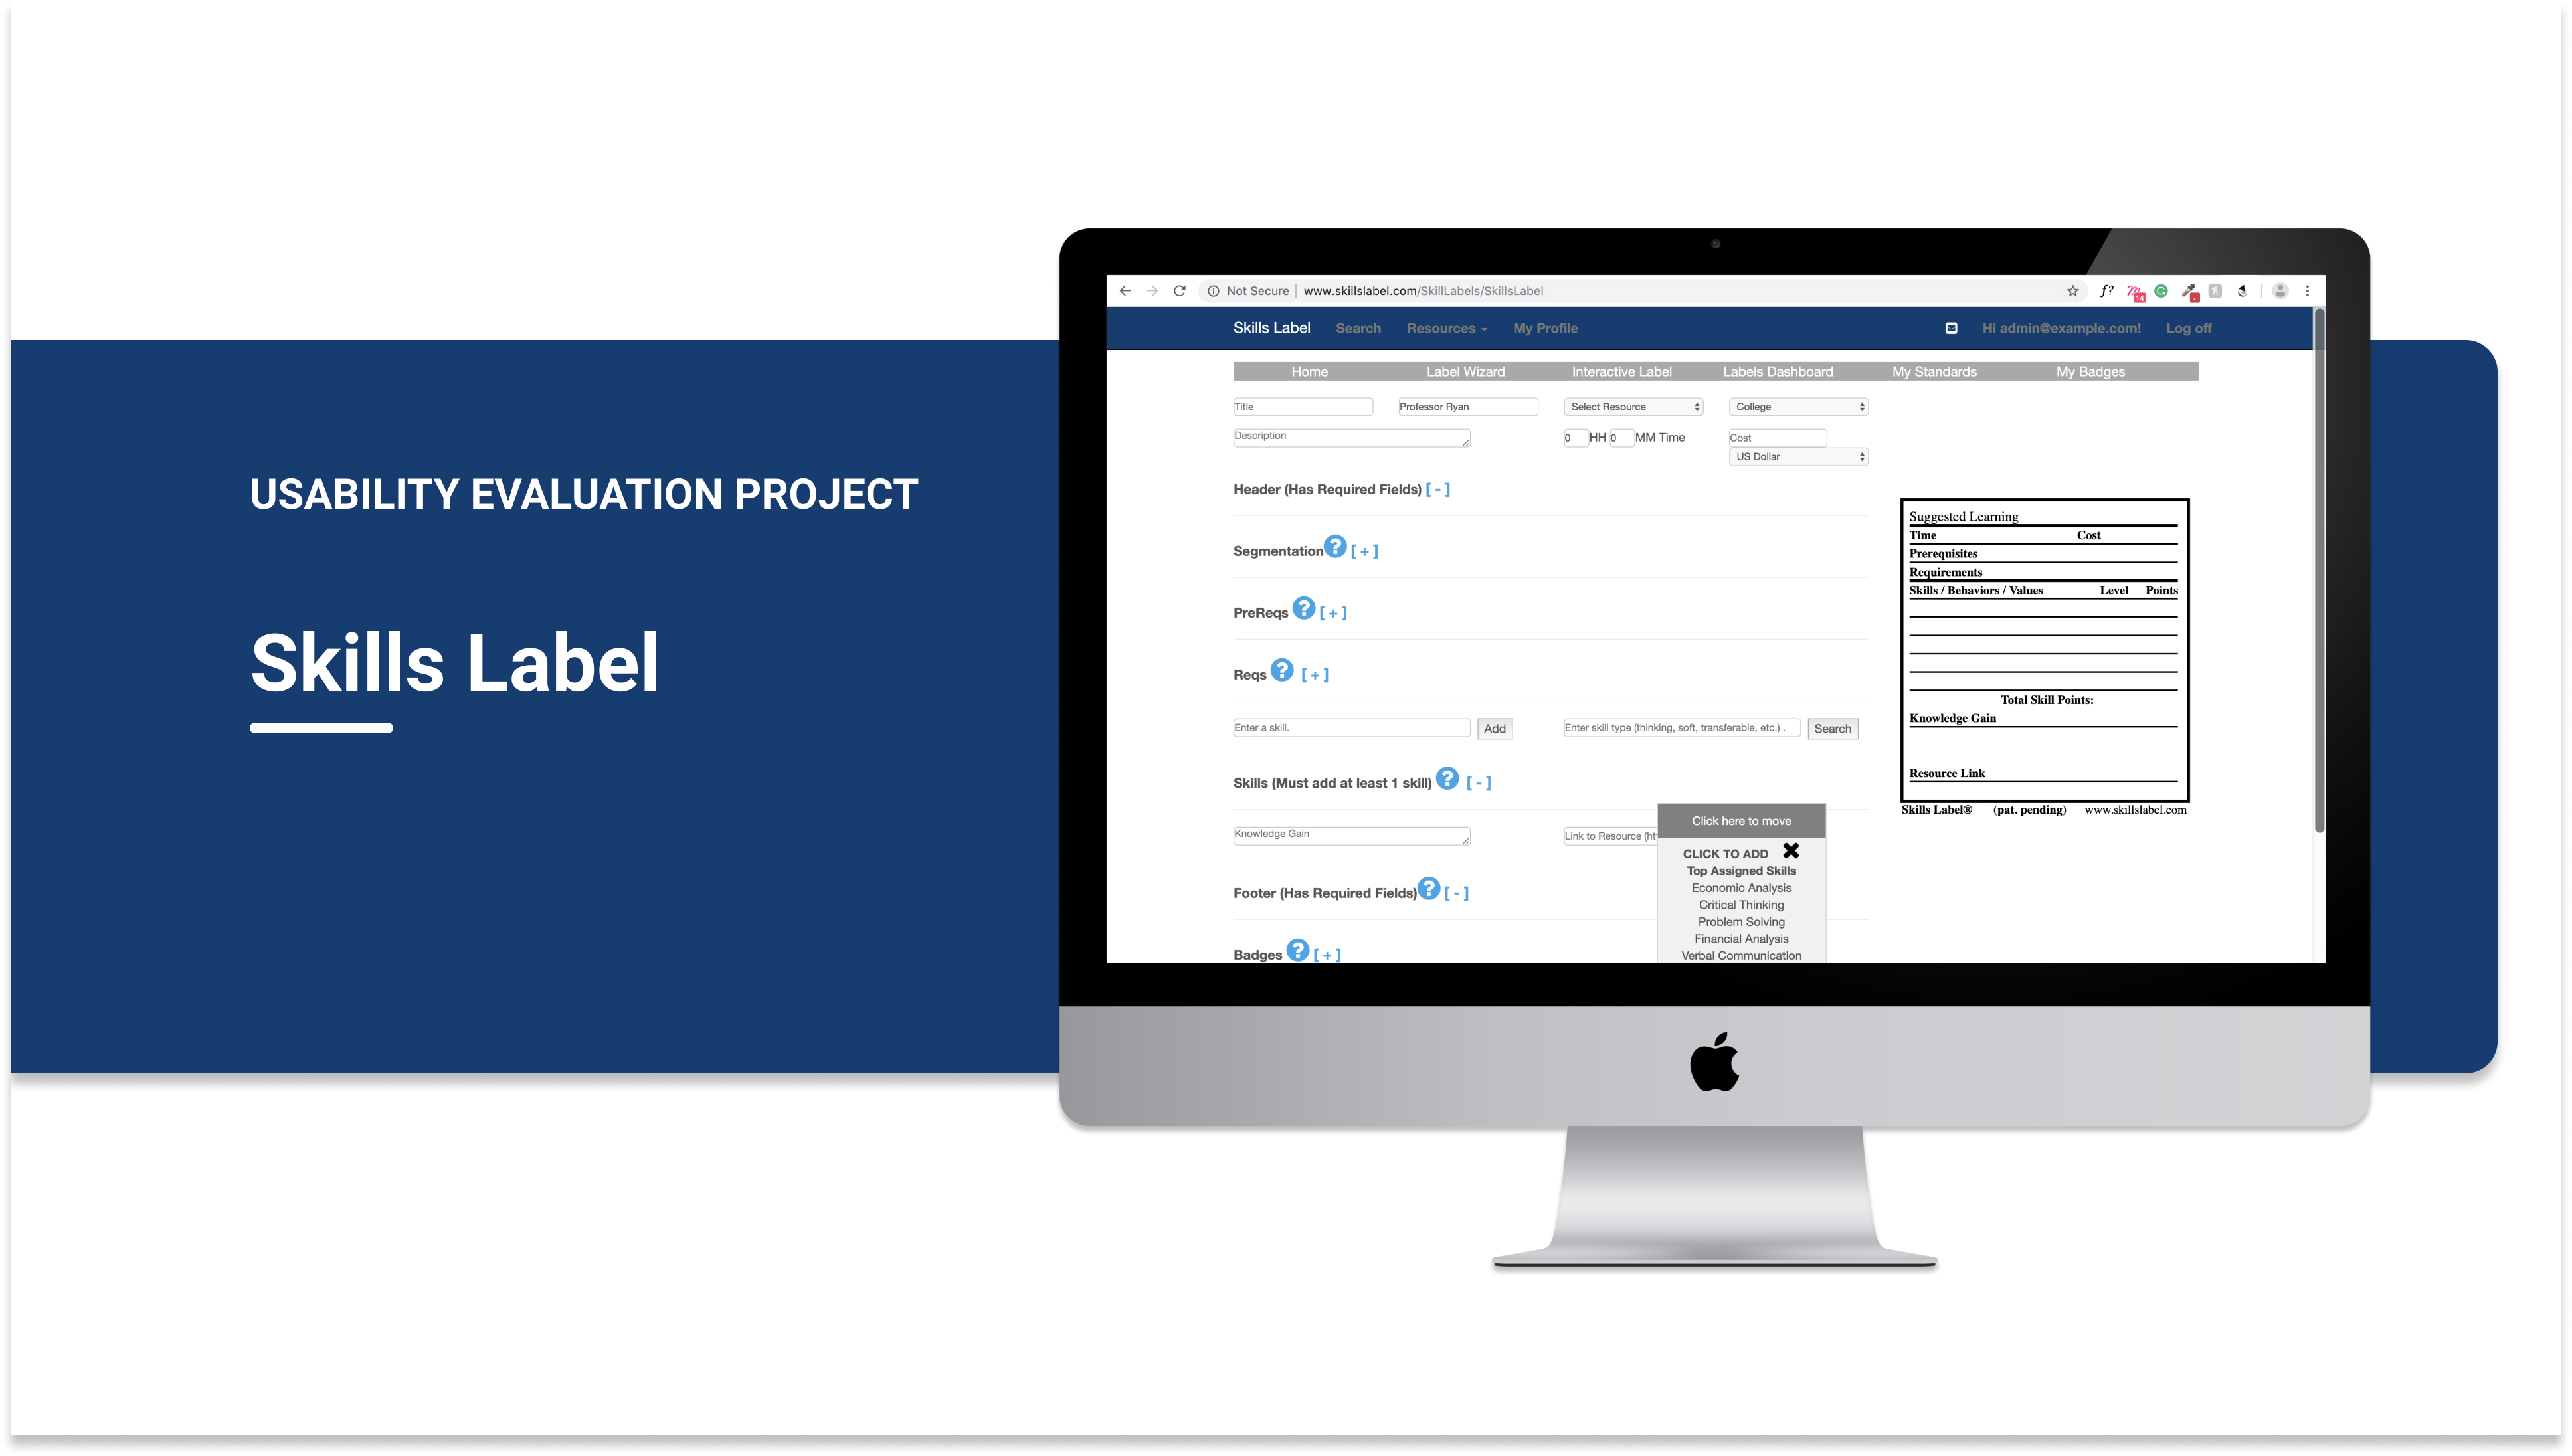 USABILITY EVALUATION PROJECT
Skills Label
Not Secure | www.skillslabel.com/SkillLabels/SkillsLabel
f?
14
Skills Label Search Resources My Profile Hi admin@example.com! Log off
Home Label Wizard Interactive Label Labels Dashboard My Standards My Badges
Title Professor Ryan Select Resource College
Description 0 HH 0 MM Time Cost
US Dollar
Header (Has Required Fields) [ - ]
Segmentation ? [ + ]
PreReqs ? [ + ]
Reqs ? [ + ]
Enter a skill. Add Enter skill type (thinking, soft, transferable, etc.) . Search
Skills (Must add at least 1 skill) ? [ - ]
Knowledge Gain Link to Resource (ht
Footer (Has Required Fields) ? [ - ]
Badges ? [ + ]
Click here to move
CLICK TO ADD
Top Assigned Skills
Economic Analysis
Critical Thinking
Problem Solving
Financial Analysis
Verbal Communication
Suggested Learning
Time Cost
Prerequisites
Requirements
Skills / Behaviors / Values Level Points
Total Skill Points:
Knowledge Gain
Resource Link
Skills Label® (pat. pending) www.skillslabel.com